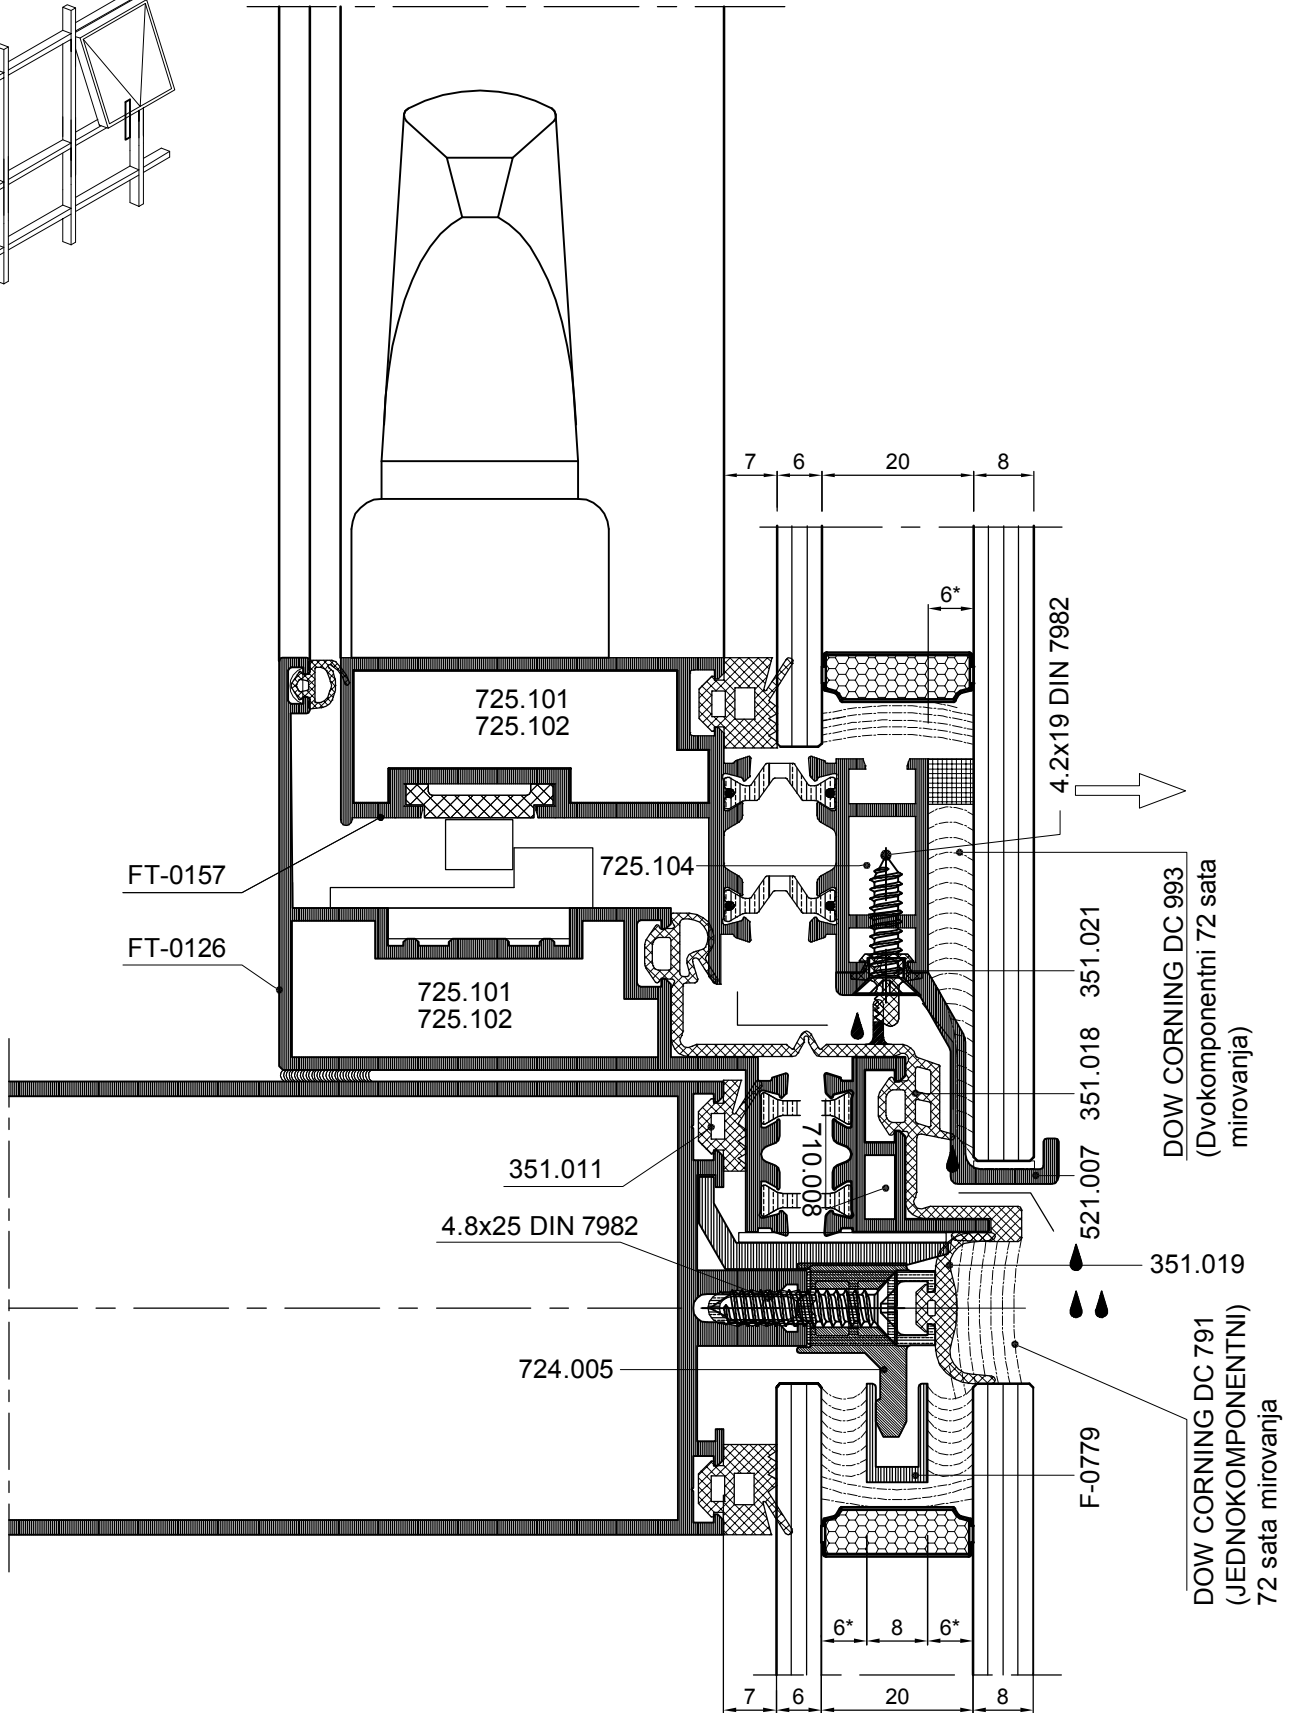 7 6 20 8
6*
4.2x19 DIN 7982
725.101
725.102
725.104
FT-0157
FT-0126
725.101
725.102
351.021
351.018
521.007
DOW CORNING DC 993
(Dvokomponentni 72 sata
mirovanja)
710.008
351.011
4.8x25 DIN 7982
351.019
724.005
F-0779
DOW CORNING DC 791
(JEDNOKOMPONENTNI)
72 sata mirovanja
6* 8 6*
7 6 20 8